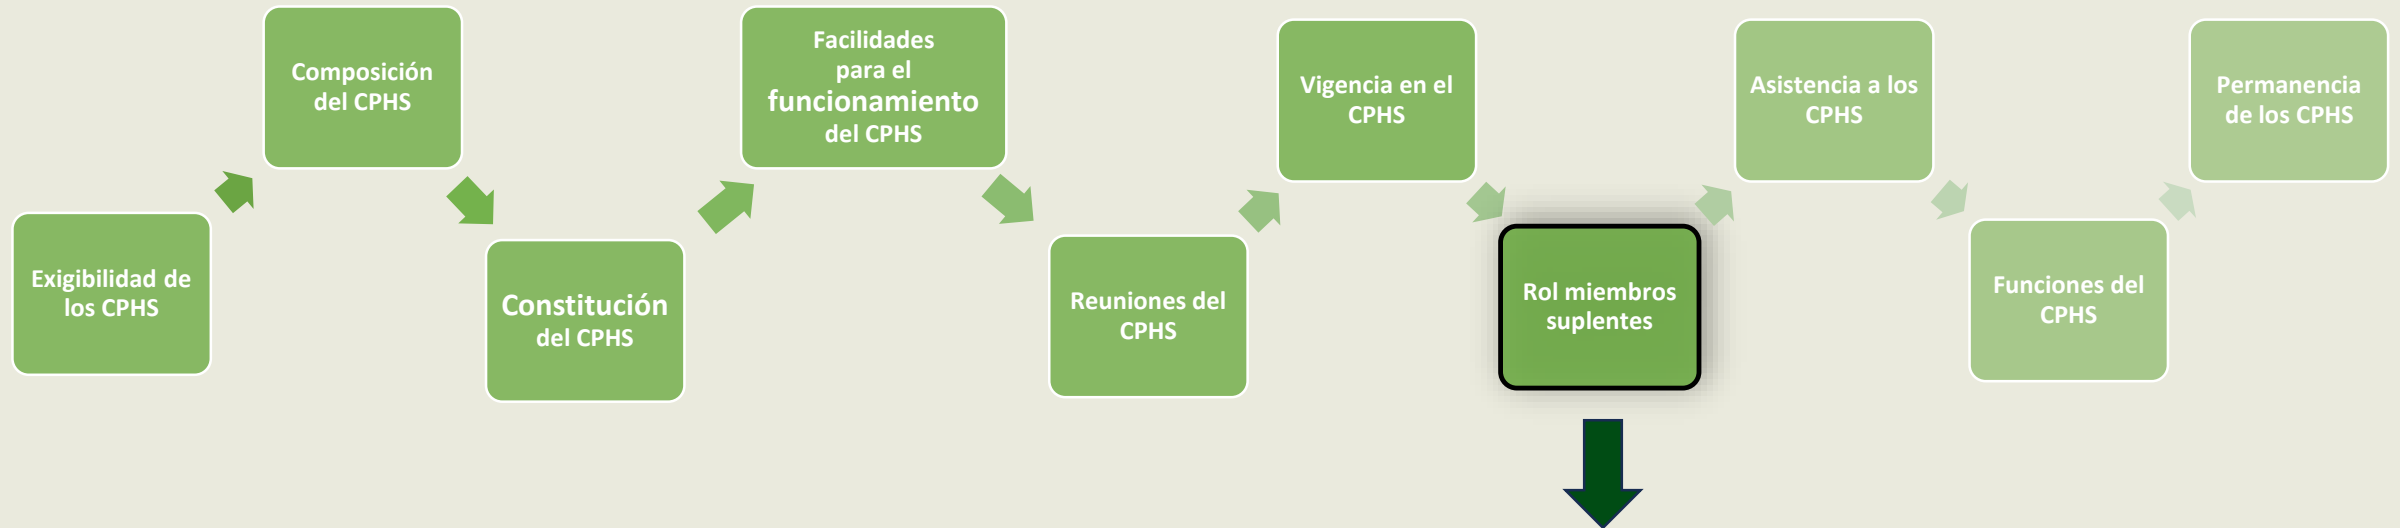 Exigibilidad de
los CPHS
Composición
del CPHS
Constitución
del CPHS
Facilidades
para el
funcionamiento
del CPHS
Reuniones del
CPHS
Vigencia en el
CPHS
Rol miembros
suplentes
Asistencia a los
CPHS
Funciones del
CPHS
Permanencia
de los CPHS